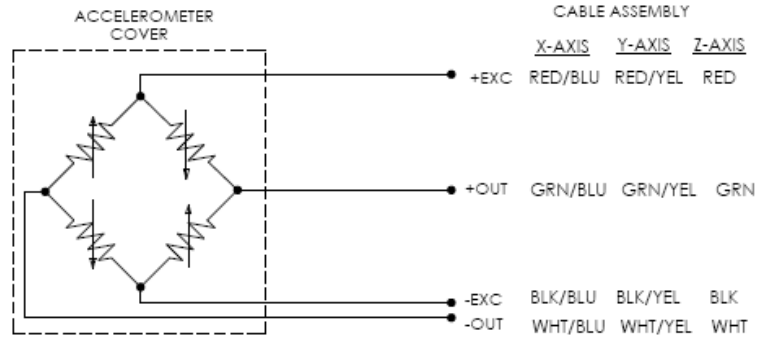 ACCELEROMETER
COVER
CABLE ASSEMBLY
X-AXIS Y-AXIS Z-AXIS
+EXC RED/BLU RED/YEL RED
+OUT GRN/BLU GRN/YEL GRN
-EXC BLK/BLU BLK/YEL BLK
-OUT WHT/BLU WHT/YEL WHT